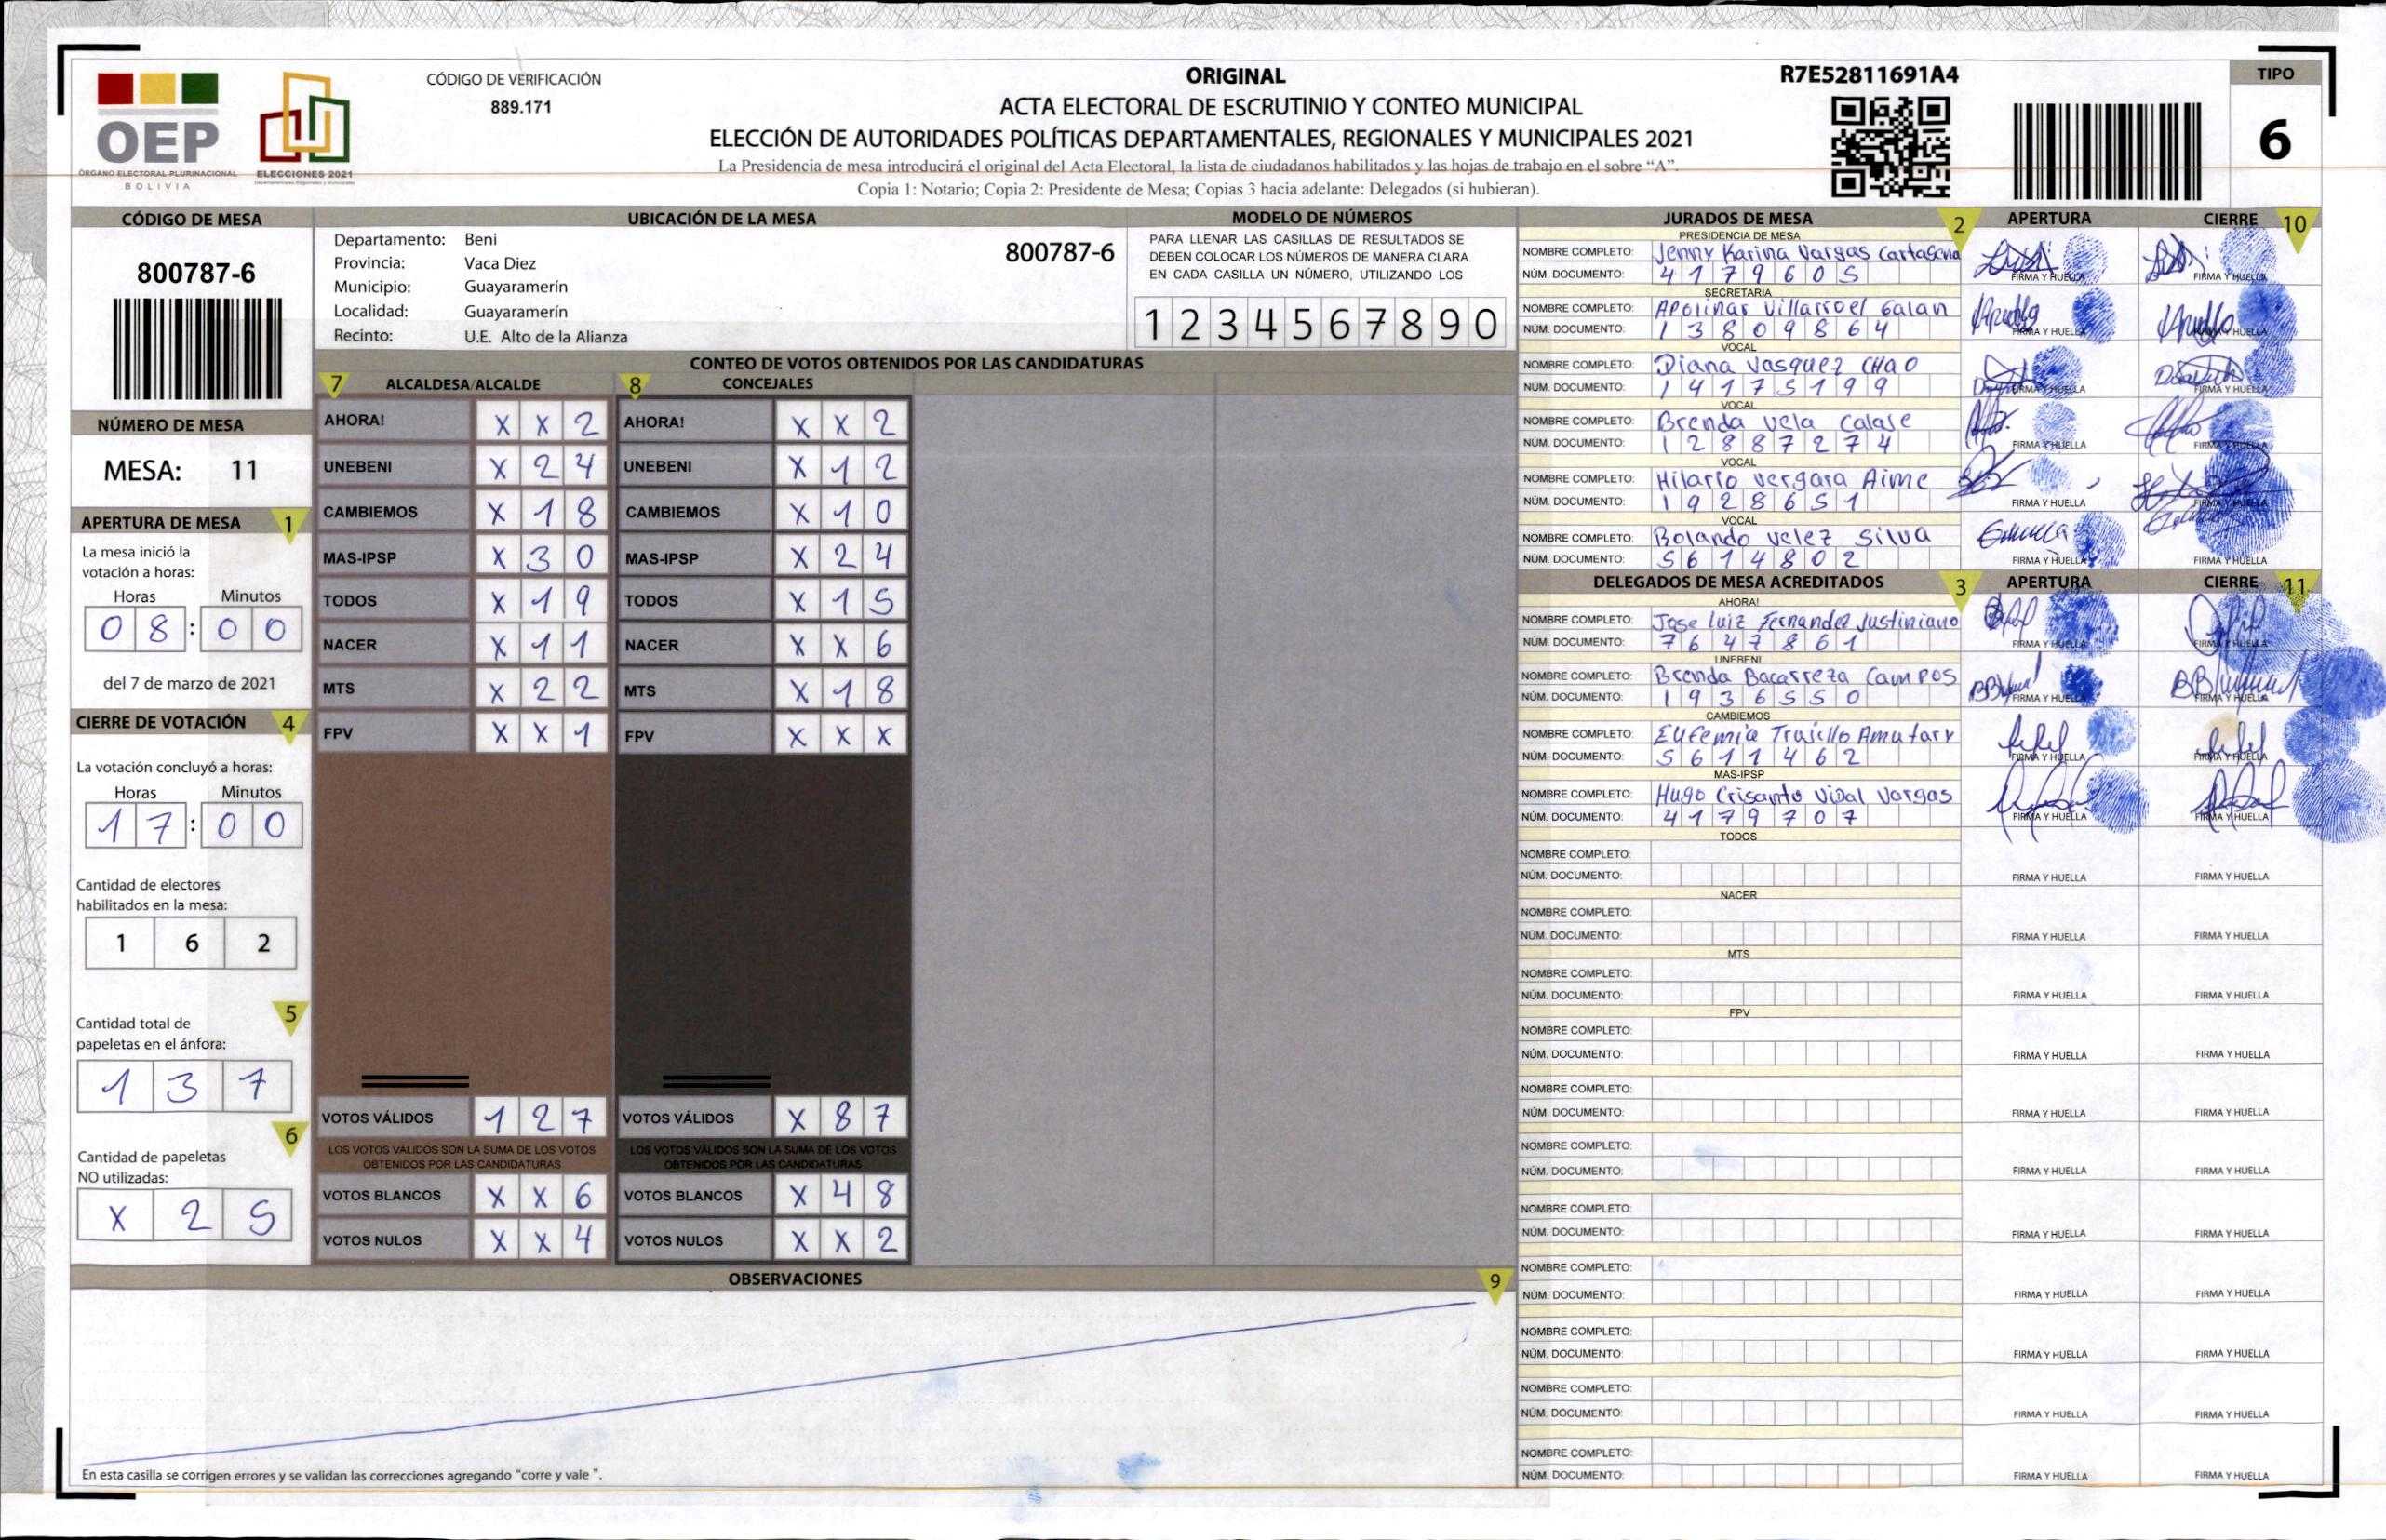 OEP
ÓRGANO ELECTORAL PLURINACIONAL
BOLIVIA
ELECCIONES 2021
CÓDIGO DE VERIFICACIÓN
889.171
ORIGINAL
ACTA ELECTORAL DE ESCRUTINIO Y CONTEO MUNICIPAL
ELECCIÓN DE AUTORIDADES POLÍTICAS DEPARTAMENTALES, REGIONALES Y MUNICIPALES 2021
La Presidencia de mesa introducirá el original del Acta Electoral, la lista de ciudadanos habilitados y las hojas de trabajo en el sobre “A”.
Copia 1: Notario; Copia 2: Presidente de Mesa; Copias 3 hacia adelante: Delegados (si hubieran).
R7E52811691A4
TIPO
6
CÓDIGO DE MESA
800787-6
NÚMERO DE MESA
MESA: 11
APERTURA DE MESA 1
La mesa inició la
votación a horas:
Horas Minutos
0 8 : 0 0
del 7 de marzo de 2021
CIERRE DE VOTACIÓN 4
La votación concluyó a horas:
Horas Minutos
1 7 : 0 0
Cantidad de electores
habilitados en la mesa:
1 6 2
5
Cantidad total de
papeletas en el ánfora:
1 3 7
6
Cantidad de papeletas
NO utilizadas:
X 2 5
UBICACIÓN DE LA MESA
Departamento: Beni
800787-6
Provincia: Vaca Diez
Municipio: Guayaramerín
Localidad: Guayaramerín
Recinto: U.E. Alto de la Alianza
MODELO DE NÚMEROS
PARA LLENAR LAS CASILLAS DE RESULTADOS SE
DEBEN COLOCAR LOS NÚMEROS DE MANERA CLARA.
EN CADA CASILLA UN NÚMERO, UTILIZANDO LOS
1 2 3 4 5 6 7 8 9 0
CONTEO DE VOTOS OBTENIDOS POR LAS CANDIDATURAS
7 ALCALDESA/ALCALDE 8 CONCEJALES
AHORA! X X 2 AHORA! X X 2
UNEBENI X 2 4 UNEBENI X 1 2
CAMBIEMOS X 1 8 CAMBIEMOS X 1 0
MAS-IPSP X 3 0 MAS-IPSP X 2 4
TODOS X 1 9 TODOS X 1 5
NACER X 1 1 NACER X X 6
MTS X 2 2 MTS X 1 8
FPV X X 1 FPV X X X
VOTOS VÁLIDOS 1 2 7 VOTOS VÁLIDOS X 8 7
LOS VOTOS VÁLIDOS SON LA SUMA DE LOS VOTOS LOS VOTOS VÁLIDOS SON LA SUMA DE LOS VOTOS
OBTENIDOS POR LAS CANDIDATURAS OBTENIDOS POR LAS CANDIDATURAS
VOTOS BLANCOS X X 6 VOTOS BLANCOS X 4 8
VOTOS NULOS X X 4 VOTOS NULOS X X 2
OBSERVACIONES 9
En esta casilla se corrigen errores y se validan las correcciones agregando "corre y vale ".
JURADOS DE MESA 2 APERTURA CIERRE 10
PRESIDENCIA DE MESA
NOMBRE COMPLETO: Jenny Karina Vargas Cartagena
NÚM. DOCUMENTO: 4179605 FIRMA Y HUELLA FIRMA Y HUELLA
SECRETARÍA
NOMBRE COMPLETO: Apolinar Villarroel Galan
NÚM. DOCUMENTO: 13809864 FIRMA Y HUELLA FIRMA Y HUELLA
VOCAL
NOMBRE COMPLETO: Diana Vasquez CHao
NÚM. DOCUMENTO: 14175199 FIRMA Y HUELLA FIRMA Y HUELLA
VOCAL
NOMBRE COMPLETO: Brenda Vela
NÚM. DOCUMENTO: 12887274 FIRMA Y HUELLA FIRMA Y HUELLA
VOCAL
NOMBRE COMPLETO: Hilario Vergara Aime
NÚM. DOCUMENTO: 1928651 FIRMA Y HUELLA FIRMA Y HUELLA
VOCAL
NOMBRE COMPLETO: Rolando Velez Silva
NÚM. DOCUMENTO: 5614802 FIRMA Y HUELLA FIRMA Y HUELLA
DELEGADOS DE MESA ACREDITADOS 3 APERTURA CIERRE 11
AHORA!
NOMBRE COMPLETO: Jose Luiz Fernandez Justiniano
NÚM. DOCUMENTO: 7647861 FIRMA Y HUELLA FIRMA Y HUELLA
UNEBENI
NOMBRE COMPLETO: Brenda Bacarreza Campos
NÚM. DOCUMENTO: 1936550 FIRMA Y HUELLA FIRMA Y HUELLA
CAMBIEMOS
NOMBRE COMPLETO: Eufemia Trujillo
NÚM. DOCUMENTO: 5611462 FIRMA Y HUELLA FIRMA Y HUELLA
MAS-IPSP
NOMBRE COMPLETO: Hugo Crisanto Vidal Vargas
NÚM. DOCUMENTO: 4179707 FIRMA Y HUELLA FIRMA Y HUELLA
TODOS
NOMBRE COMPLETO:
NÚM. DOCUMENTO: FIRMA Y HUELLA FIRMA Y HUELLA
NACER
NOMBRE COMPLETO:
NÚM. DOCUMENTO: FIRMA Y HUELLA FIRMA Y HUELLA
MTS
NOMBRE COMPLETO:
NÚM. DOCUMENTO: FIRMA Y HUELLA FIRMA Y HUELLA
FPV
NOMBRE COMPLETO:
NÚM. DOCUMENTO: FIRMA Y HUELLA FIRMA Y HUELLA
NOMBRE COMPLETO:
NÚM. DOCUMENTO: FIRMA Y HUELLA FIRMA Y HUELLA
NOMBRE COMPLETO:
NÚM. DOCUMENTO: FIRMA Y HUELLA FIRMA Y HUELLA
NOMBRE COMPLETO:
NÚM. DOCUMENTO: FIRMA Y HUELLA FIRMA Y HUELLA
NOMBRE COMPLETO:
NÚM. DOCUMENTO: FIRMA Y HUELLA FIRMA Y HUELLA
NOMBRE COMPLETO:
NÚM. DOCUMENTO: FIRMA Y HUELLA FIRMA Y HUELLA
NOMBRE COMPLETO:
NÚM. DOCUMENTO: FIRMA Y HUELLA FIRMA Y HUELLA
NOMBRE COMPLETO:
NÚM. DOCUMENTO: FIRMA Y HUELLA FIRMA Y HUELLA